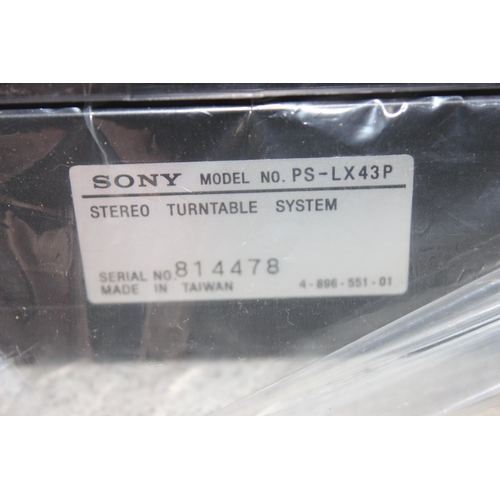 SONY MODEL NO. PS-LX43P
STEREO TURNTABLE SYSTEM
SERIAL NO. 814478
MADE IN TAIWAN 4-896-551-01